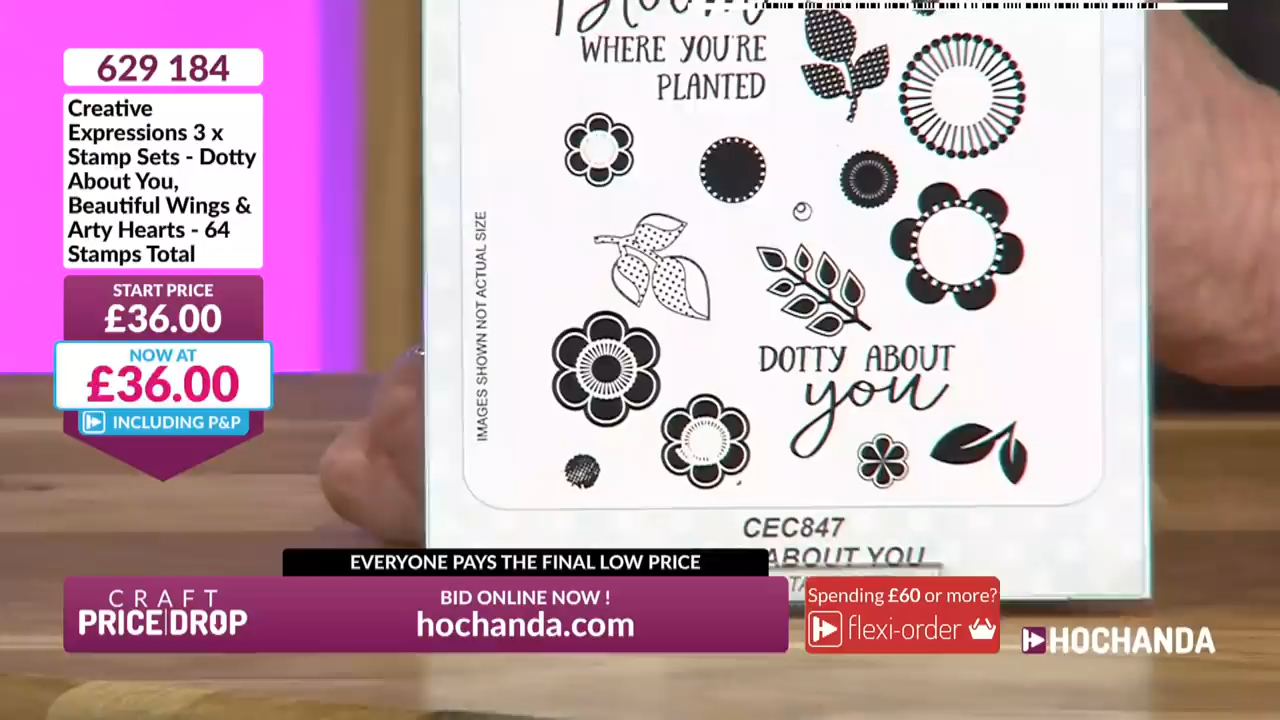 Bloom
WHERE YOU'RE
PLANTED
629 184
Creative
Expressions 3 x
Stamp Sets - Dotty
About You,
Beautiful Wings &
Arty Hearts - 64
Stamps Total
START PRICE
£36.00
NOW AT
£36.00
INCLUDING P&P
IMAGES SHOWN NOT ACTUAL SIZE
DOTTY ABOUT
you
CEC847
ABOUT YOU
EVERYONE PAYS THE FINAL LOW PRICE
CRAFT
PRICE DROP
BID ONLINE NOW !
hochanda.com
Spending £60 or more?
flexi-order
HOCHANDA